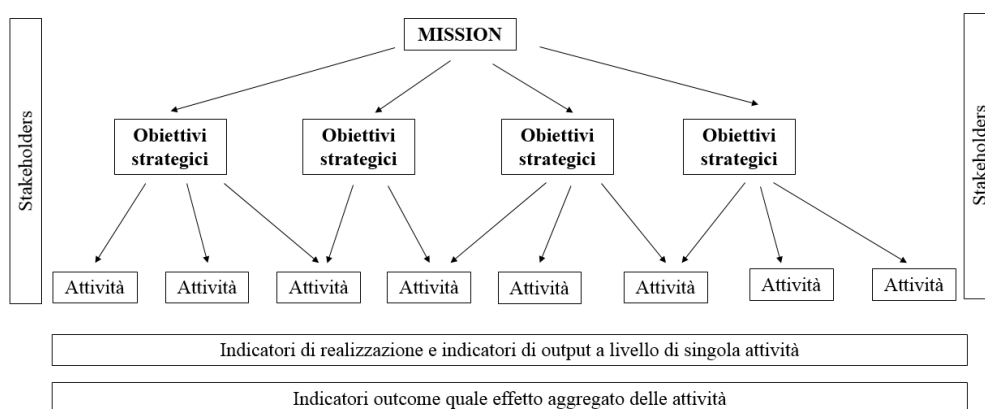 MISSION
Stakeholders
Stakeholders
Obiettivi
strategici
Obiettivi
strategici
Obiettivi
strategici
Obiettivi
strategici
Attività
Attività
Attività
Attività
Attività
Attività
Attività
Attività
Indicatori di realizzazione e indicatori di output a livello di singola attività
Indicatori outcome quale effetto aggregato delle attività